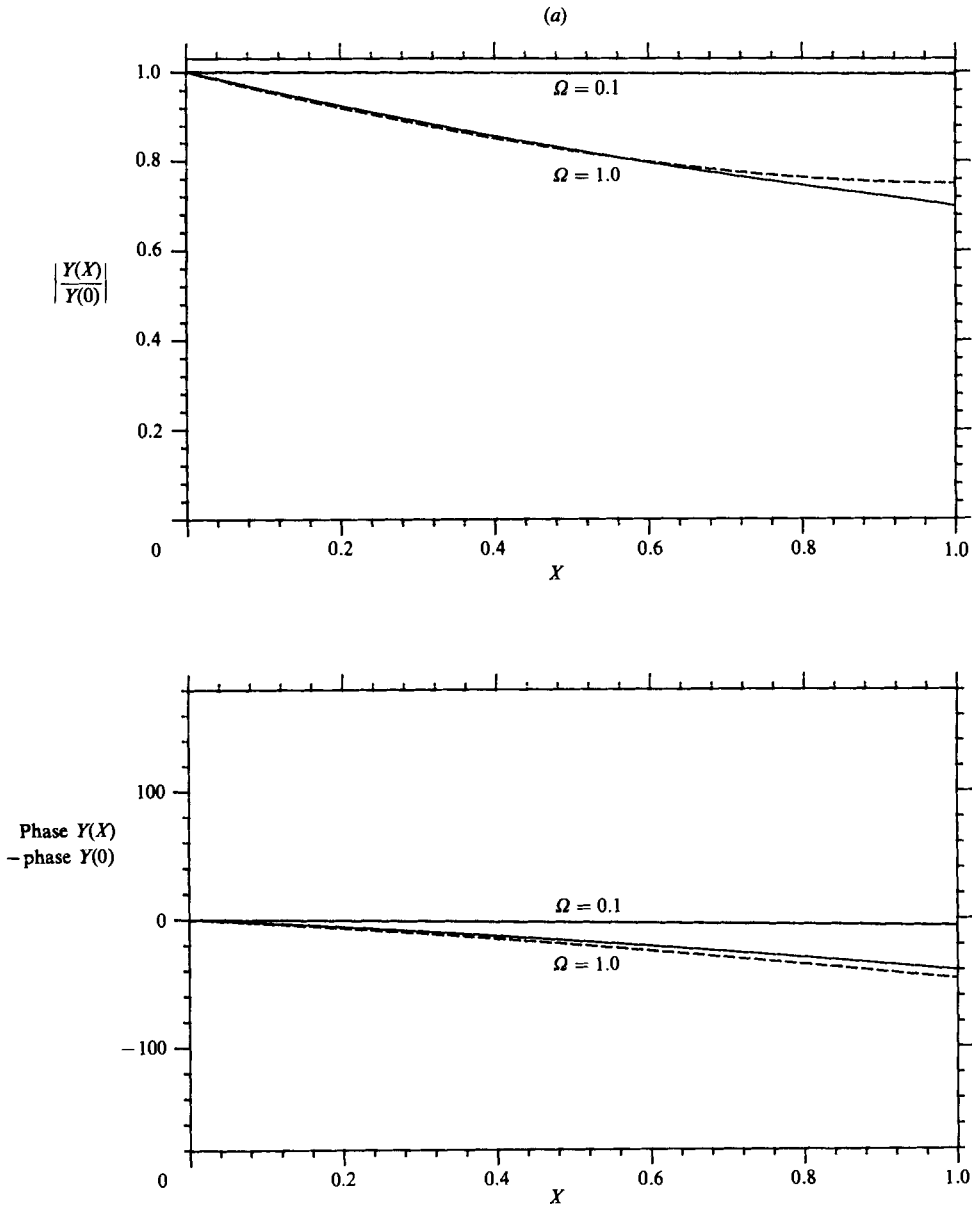 (a)
1.0
0.8
0.6
0.4
0.2
0
|Y(X)/Y(0)|
Ω = 0.1
Ω = 1.0
0.2
0.4
0.6
0.8
1.0
X
100
0
−100
0
Phase Y(X)
−phase Y(0)
Ω = 0.1
Ω = 1.0
0.2
0.4
0.6
0.8
1.0
X